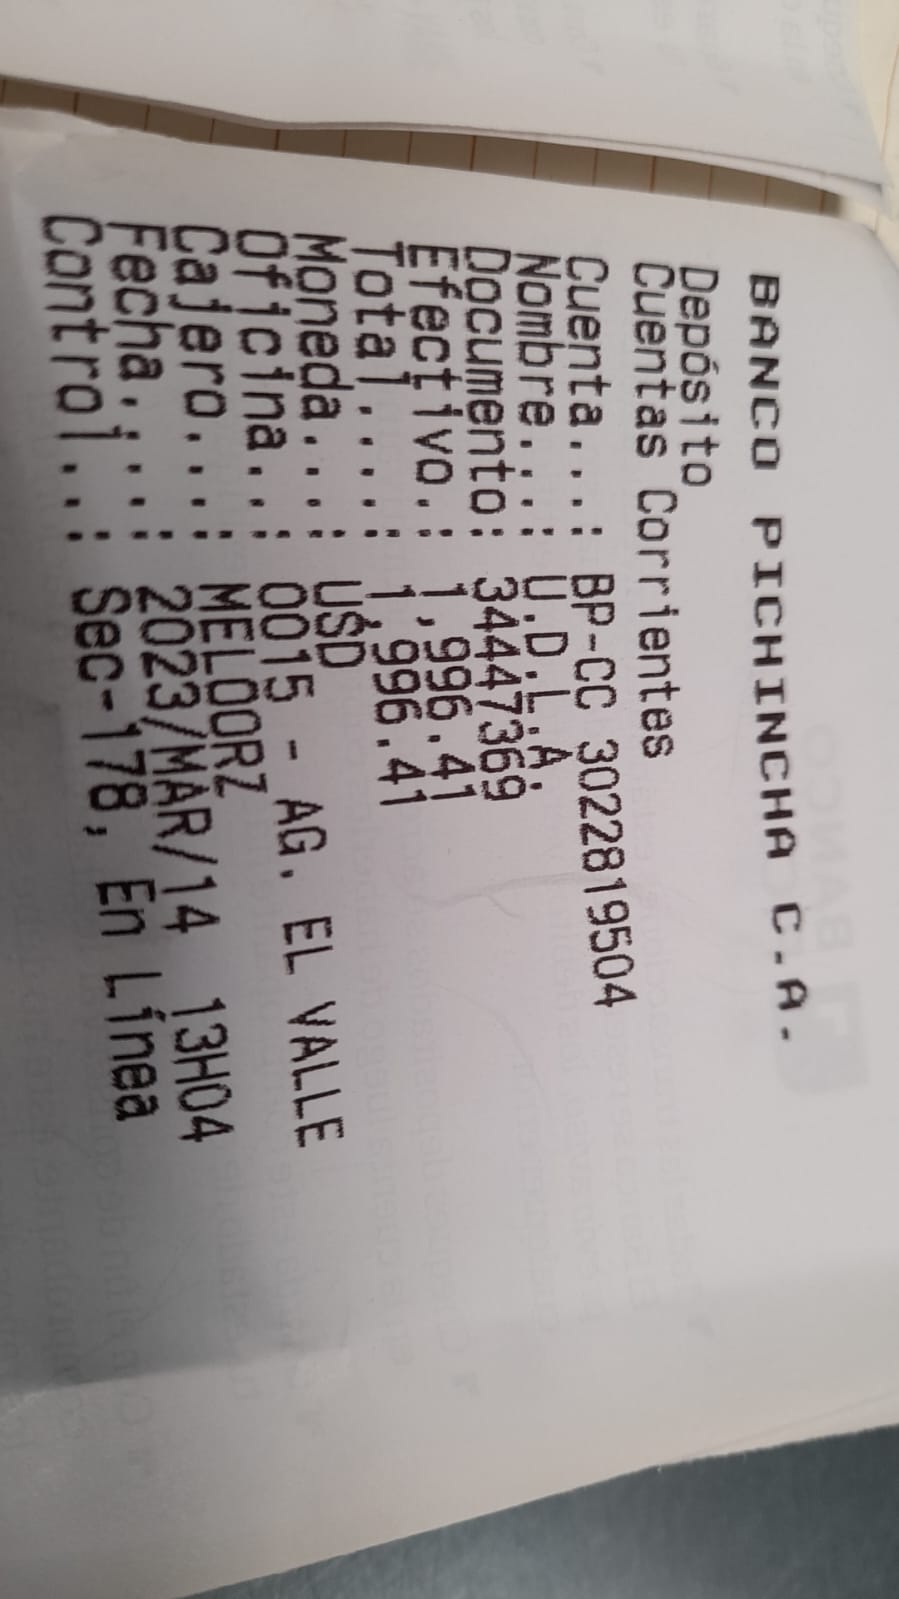 BANCO PICHINCHA C.A.
Depósito
Cuentas Corrientes
Cuenta...: BP-CC 3022819504
Nombre...: U.D.L.A.
Documento: 34447369
Efectivo.: 1,996.41
Total....: 1,996.41
Moneda...: USD
Oficina..: 0015 - AG. EL VALLE
Cajero...: MELOORZ
Fecha....: 2023/MAR/14 13H04
Control..: Sec-178, En Línea